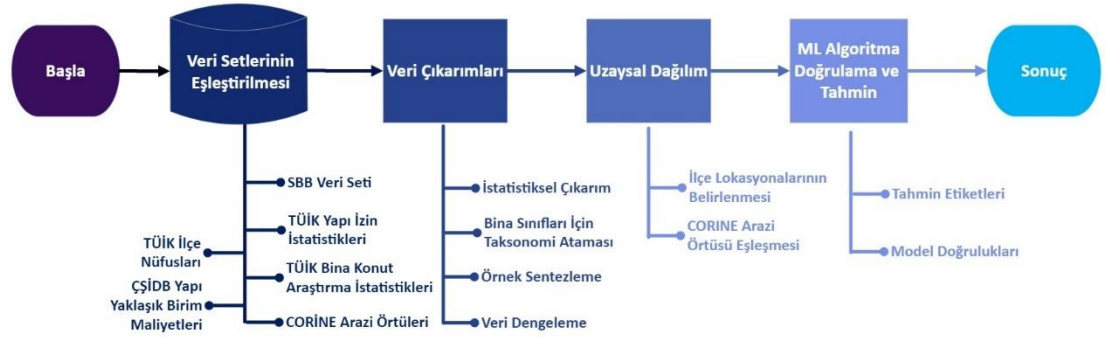 Başla
Veri Setlerinin
Eşleştirilmesi
Veri Çıkarımları
Uzaysal Dağılım
ML Algoritma
Doğrulama ve
Tahmin
Sonuç
SBB Veri Seti
TÜİK Yapı İzin
İstatistikleri
TÜİK İlçe
Nüfusları
TÜİK Bina Konut
Araştırma İstatistikleri
ÇŞİDB Yapı
Yaklaşık Birim
Maliyetleri
CORİNE Arazi Örtüleri
İstatistiksel Çıkarım
Bina Sınıfları İçin
Taksonomi Ataması
Örnek Sentezleme
Veri Dengeleme
İlçe Lokasyonalarının
Belirlenmesi
CORINE Arazi
Örtüsü Eşleşmesi
Tahmin Etiketleri
Model Doğrulukları